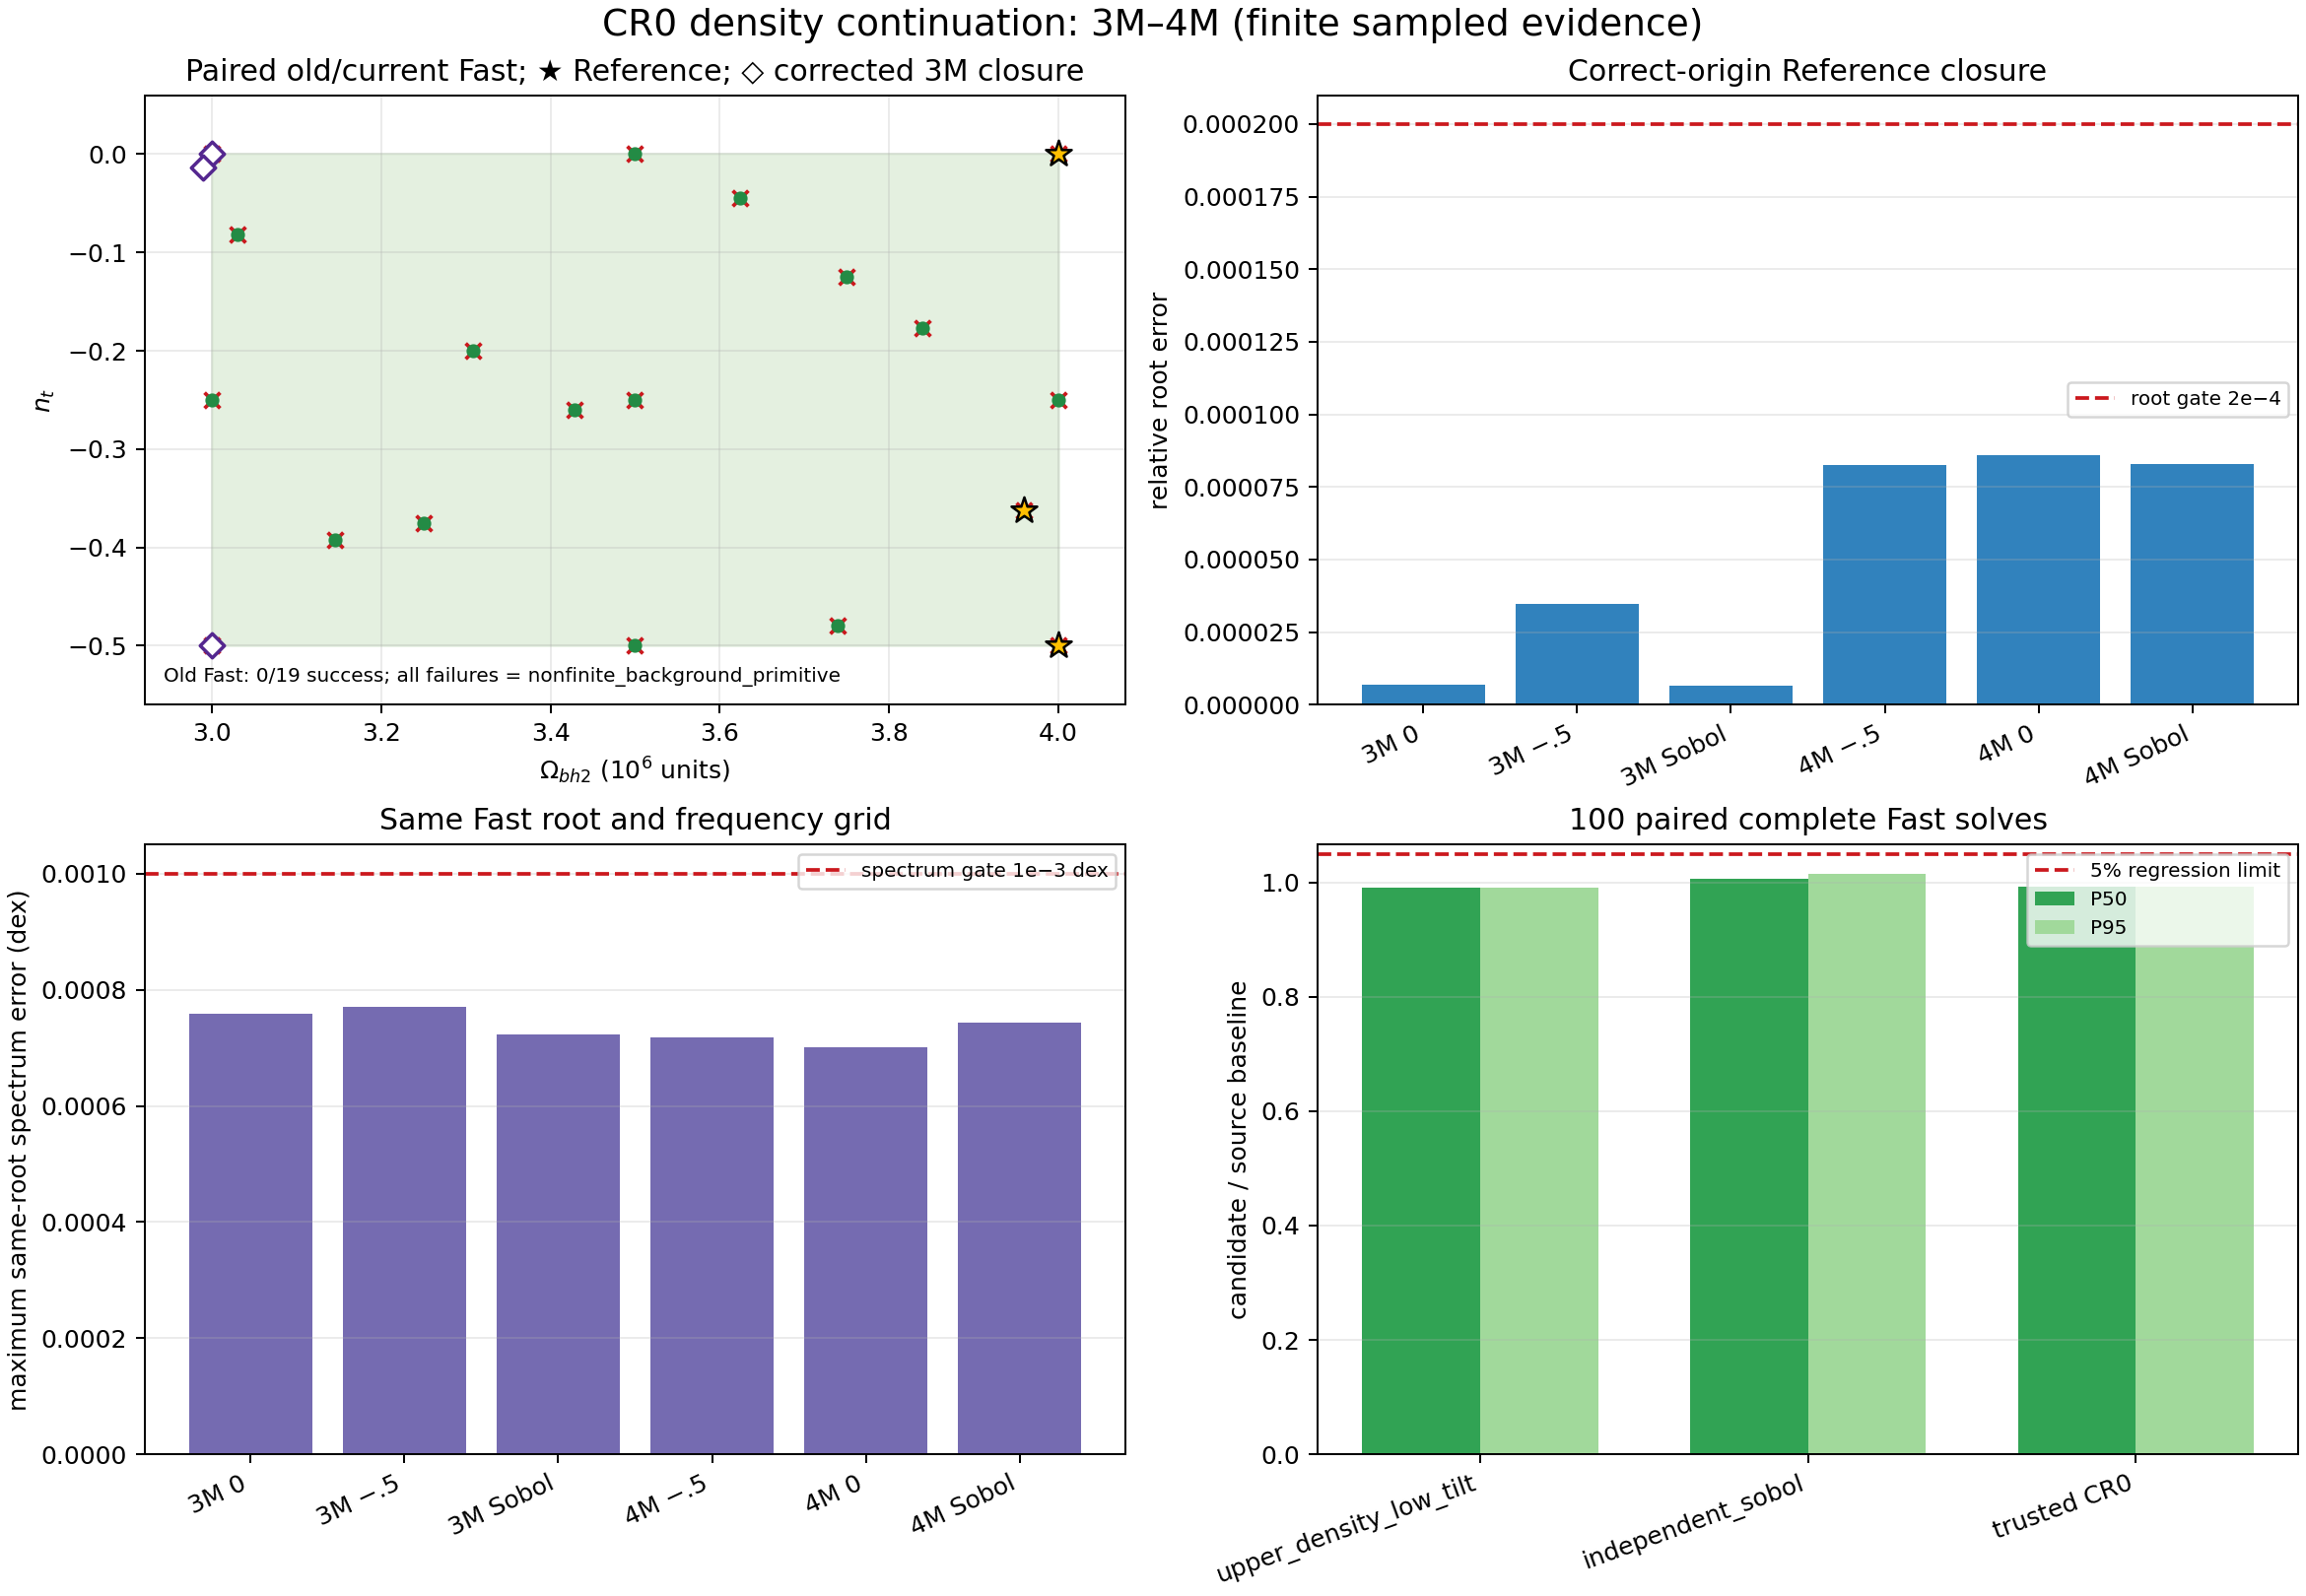 CR0 density continuation: 3M–4M (finite sampled evidence)
Paired old/current Fast; ★ Reference; ◇ corrected 3M closure
0.0
−0.1
−0.2
−0.3
−0.4
−0.5
n_t
Old Fast: 0/19 success; all failures = nonfinite_background_primitive
3.0 3.2 3.4 3.6 3.8 4.0
Ω_bh2 (10^6 units)
Correct-origin Reference closure
0.000200
0.000175
0.000150
0.000125
0.000100
0.000075
0.000050
0.000025
0.000000
relative root error
root gate 2e−4
3M 0 3M −.5 3M Sobol 4M −.5 4M 0 4M Sobol
Same Fast root and frequency grid
0.0010
0.0008
0.0006
0.0004
0.0002
0.0000
maximum same-root spectrum error (dex)
spectrum gate 1e−3 dex
3M 0 3M −.5 3M Sobol 4M −.5 4M 0 4M Sobol
100 paired complete Fast solves
1.0
0.8
0.6
0.4
0.2
0.0
candidate / source baseline
5% regression limit
P50
P95
upper_density_low_tilt independent_sobol trusted CR0